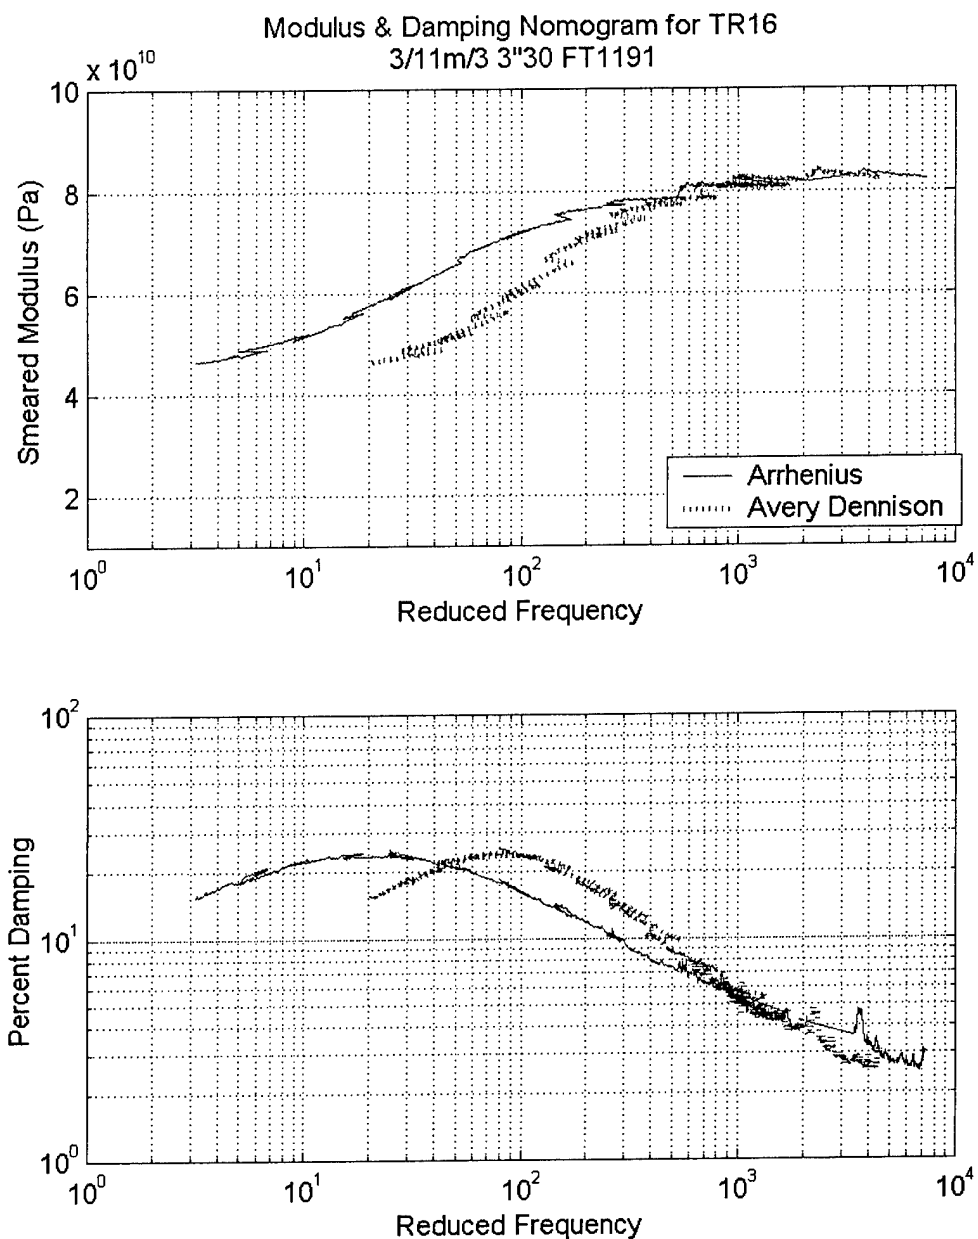 Modulus & Damping Nomogram for TR16
3/11m/3 3"30 FT1191
x 10^10
10
8
6
4
2
Smeared Modulus (Pa)
Arrhenius
Avery Dennison
10^0 10^1 10^2 10^3 10^4
Reduced Frequency
10^2
10^1
10^0
Percent Damping
10^0 10^1 10^2 10^3 10^4
Reduced Frequency